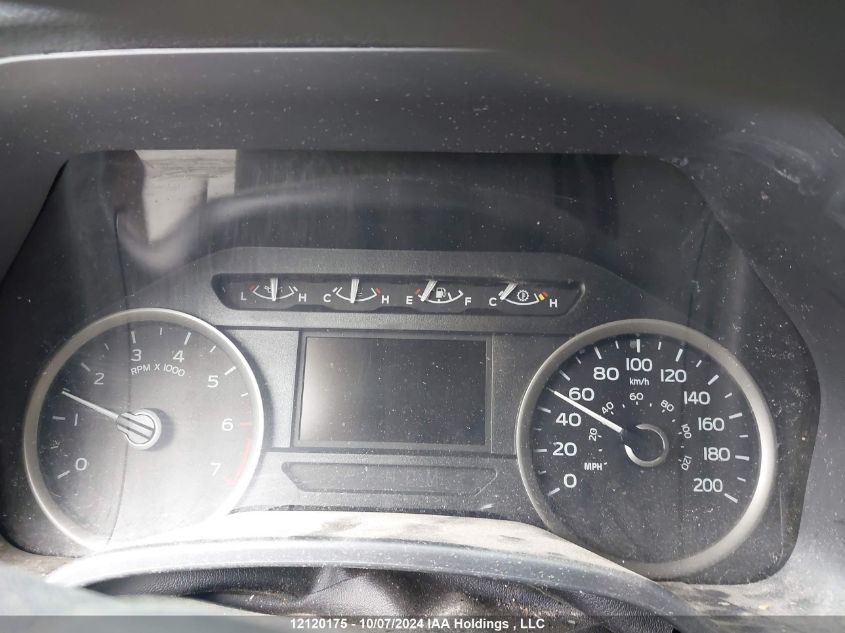 L H C H E F C H
0 1 2 3 4 5 6 7
RPM X 1000
0 20 40 60 80 100 120 140 160 180 200
km/h
20 40 60 80 100 120
MPH
12120175 - 10/07/2024 IAA Holdings , LLC